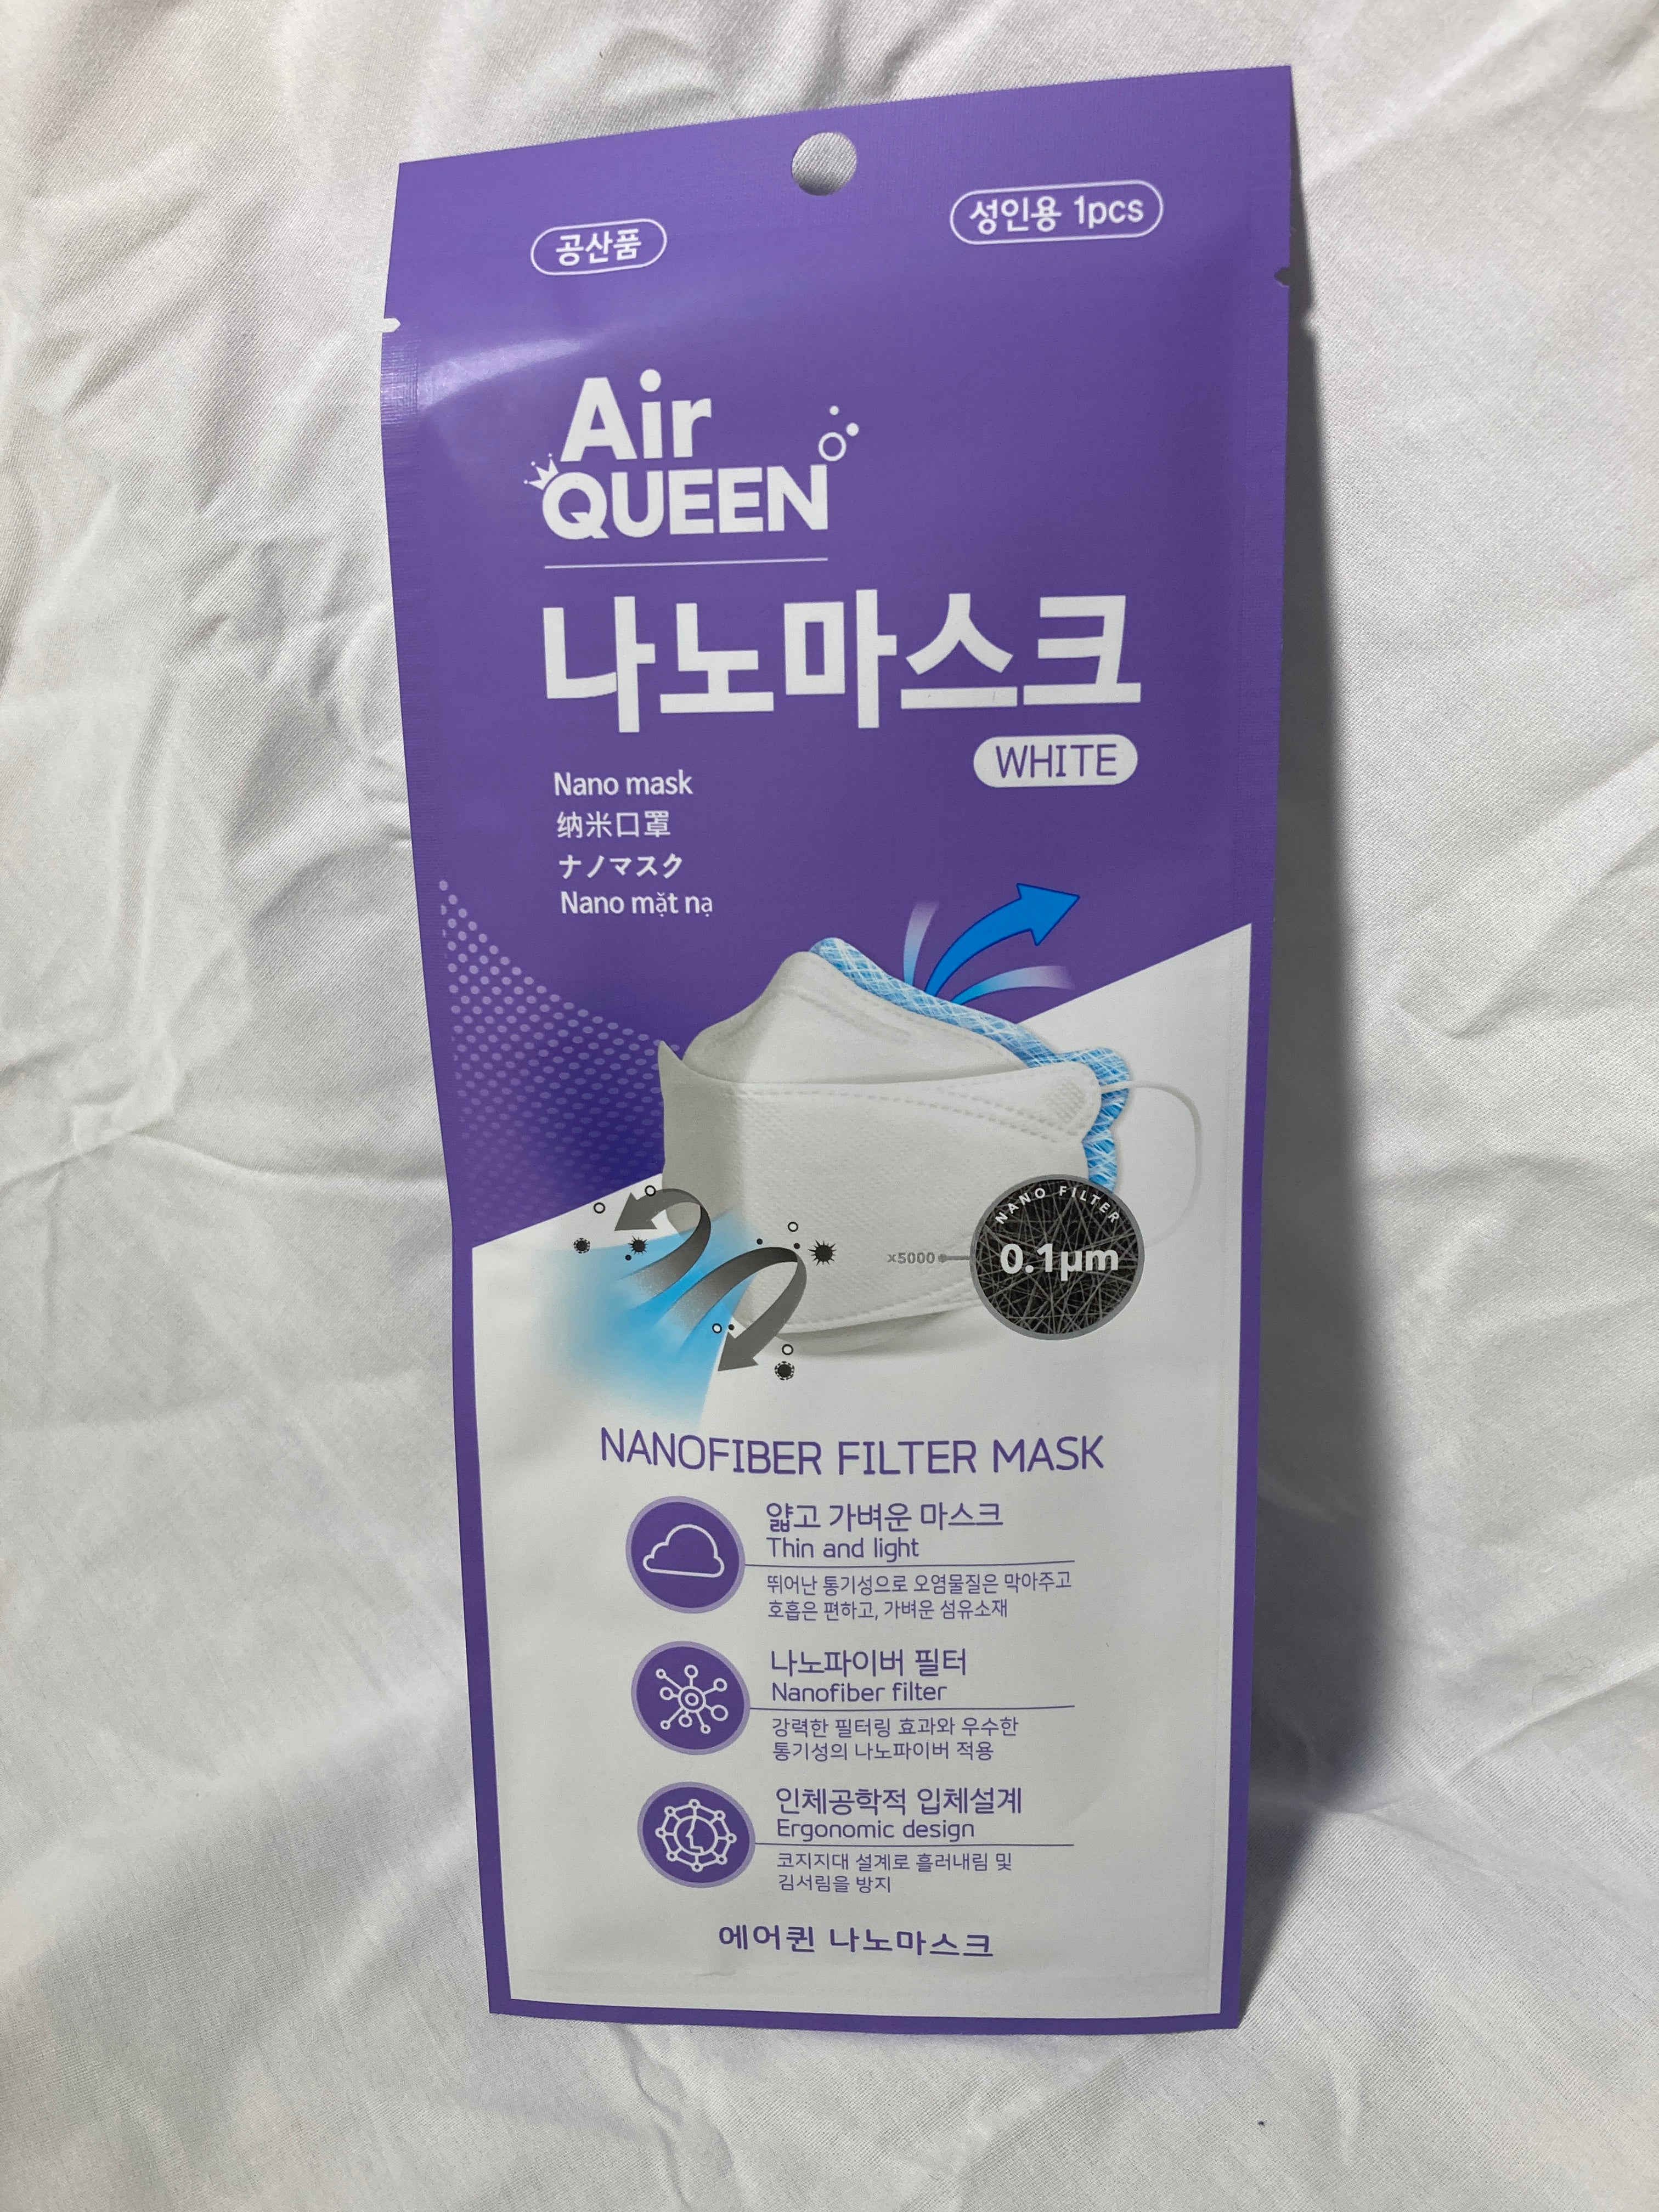 공산품
성인용 1pcs
Air
QUEEN
나노마스크
WHITE
Nano mask
纳米口罩
ナノマスク
Nano mặt nạ
NANO FILTER
x5000
0.1μm
NANOFIBER FILTER MASK
얇고 가벼운 마스크
Thin and light
뛰어난 통기성으로 오염물질은 막아주고
호흡은 편하고, 가벼운 섬유소재
나노파이버 필터
Nanofiber filter
강력한 필터링 효과와 우수한
통기성의 나노파이버 적용
인체공학적 입체설계
Ergonomic design
코지지대 설계로 흘러내림 및
김서림을 방지
에어퀸 나노마스크